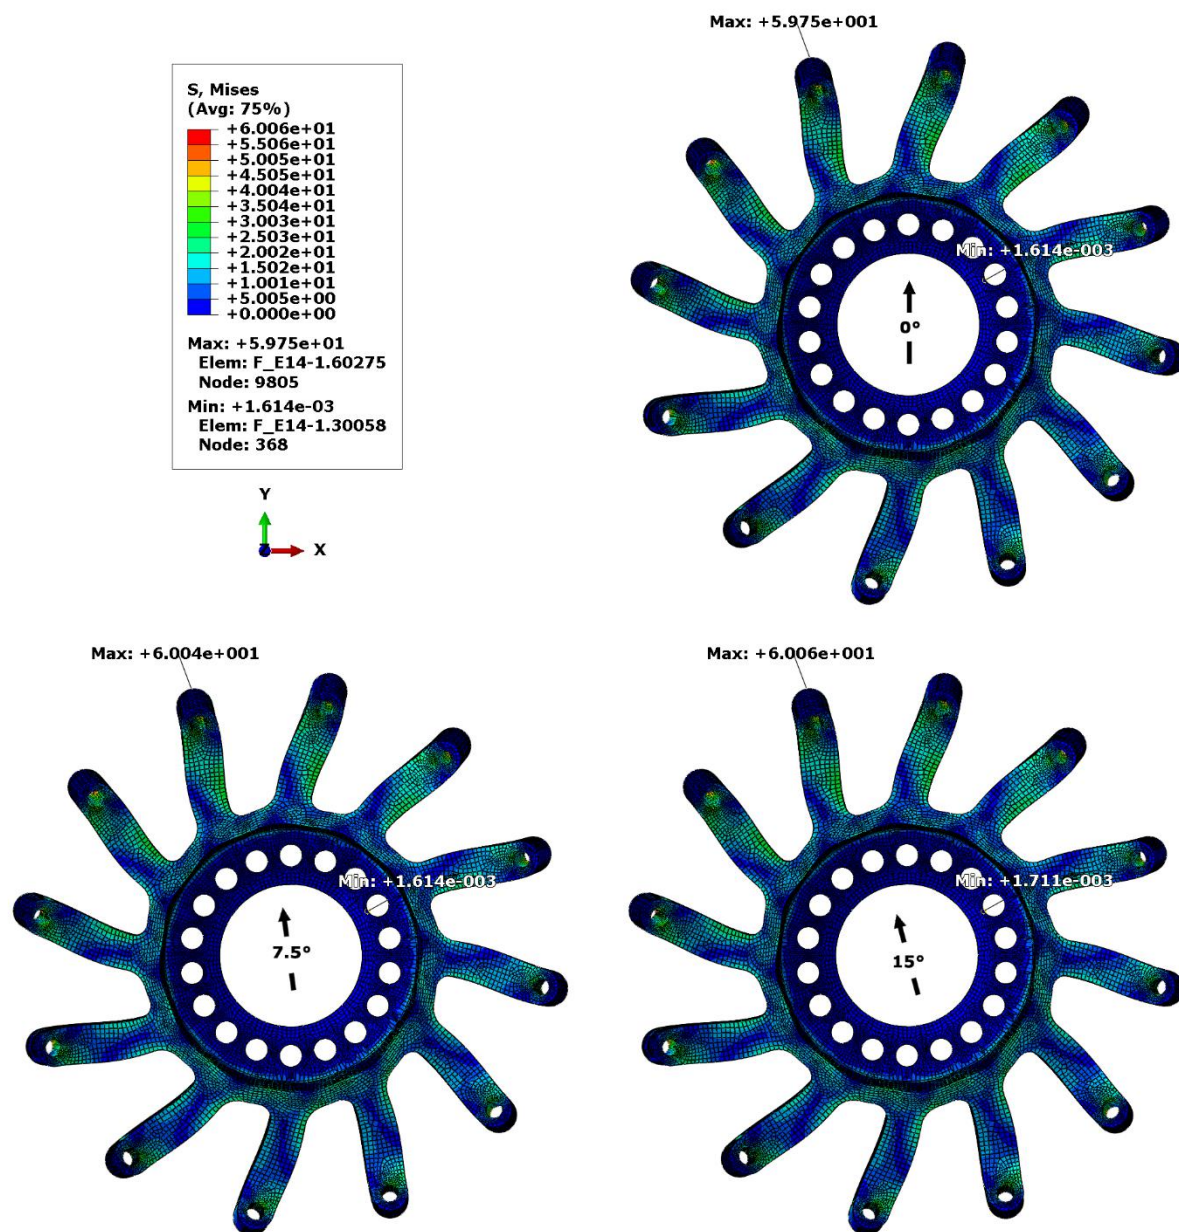 Max: +5.975e+001
S, Mises
(Avg: 75%)
+6.006e+01
+5.506e+01
+5.005e+01
+4.505e+01
+4.004e+01
+3.504e+01
+3.003e+01
+2.503e+01
+2.002e+01
+1.502e+01
+1.001e+01
+5.005e+00
+0.000e+00
Max: +5.975e+01
Elem: F_E14-1.60275
Node: 9805
Min: +1.614e-03
Elem: F_E14-1.30058
Node: 368
Y
X
Min: +1.614e-003
0°
Max: +6.004e+001
Min: +1.614e-003
7.5°
Max: +6.006e+001
Min: +1.711e-003
15°